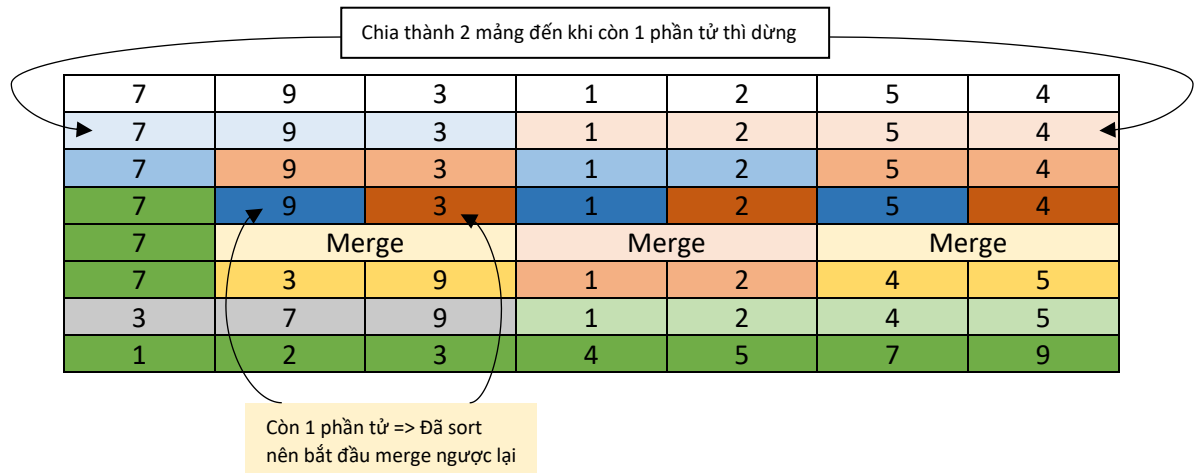 Chia thành 2 mảng đến khi còn 1 phần tử thì dừng
7 9 3 1 2 5 4
7 9 3 1 2 5 4
7 9 3 1 2 5 4
7 9 3 1 2 5 4
7 Merge Merge Merge
7 3 9 1 2 4 5
3 7 9 1 2 4 5
1 2 3 4 5 7 9
Còn 1 phần tử => Đã sort
nên bắt đầu merge ngược lại